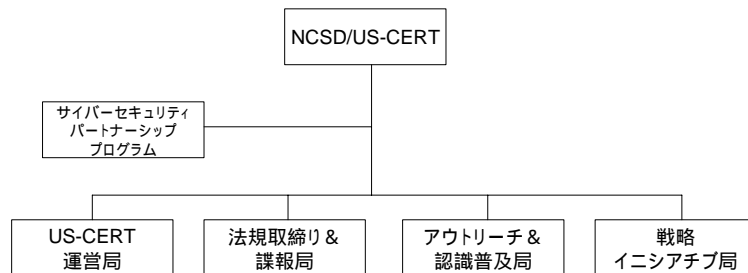 NCSD/US-CERT
サイバーセキュリティ
パートナーシップ
プログラム
US-CERT
運営局
法規取締り&
諜報局
アウトリーチ&
認識普及局
戦略
イニシアチブ局